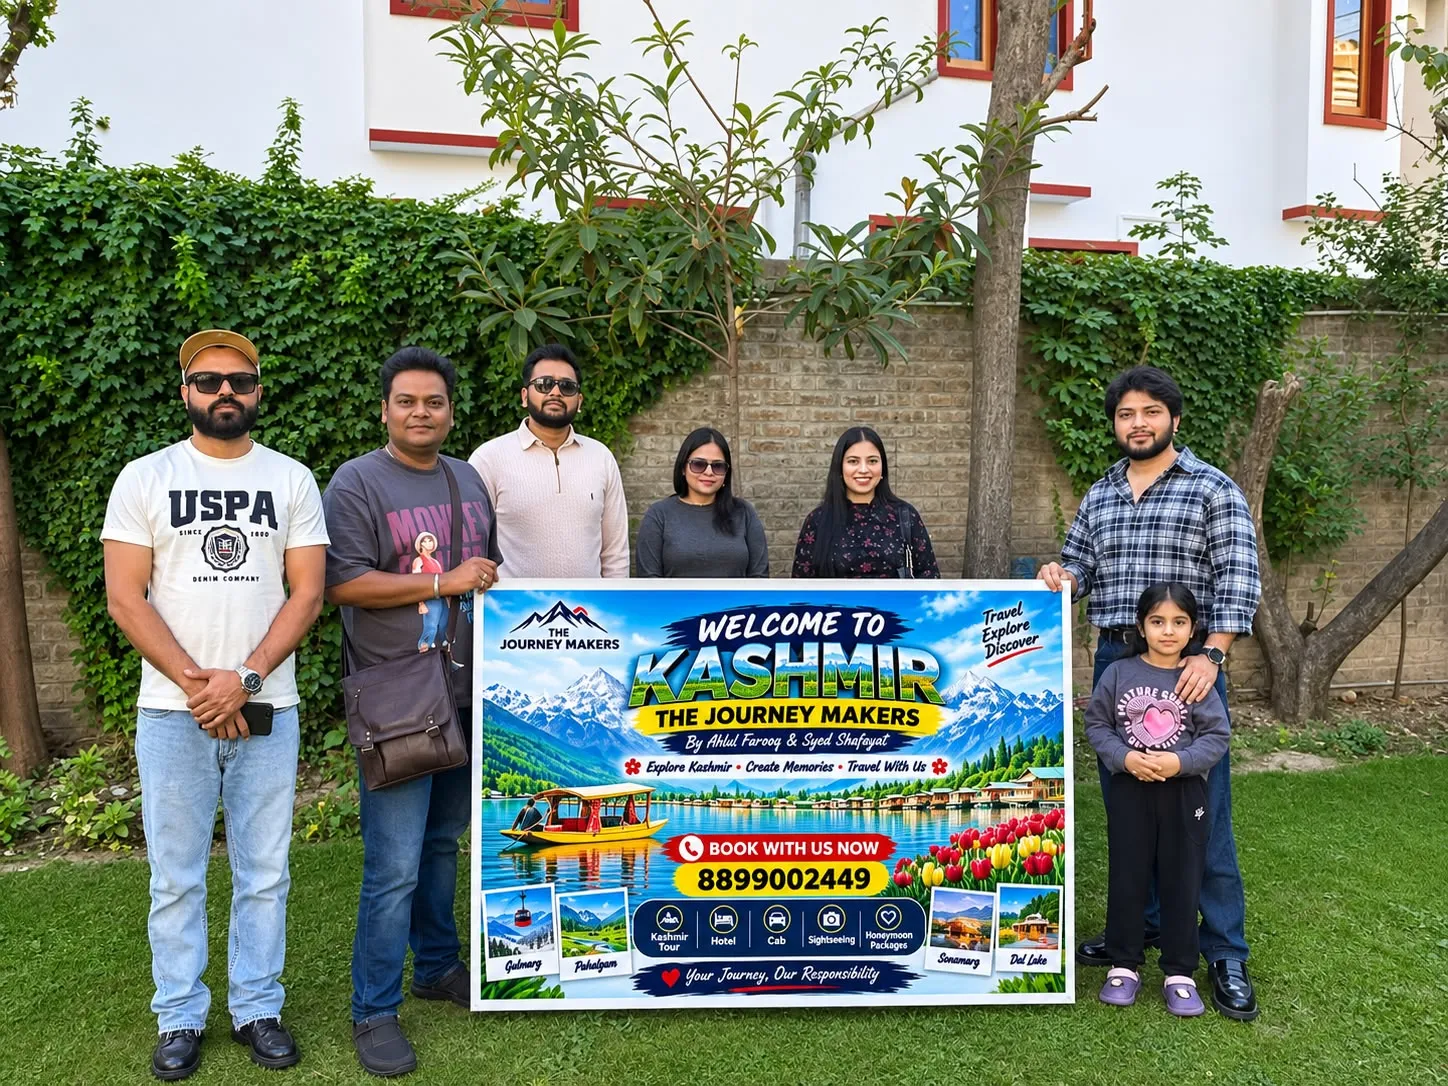 USPA
SINCE 1890
DENIM COMPANY
MONKEY
THE
JOURNEY MAKERS
WELCOME TO
KASHMIR
THE JOURNEY MAKERS
By Ahlul Farooq & Syed Shafayat
Explore Kashmir • Create Memories • Travel With Us
Travel
Explore
Discover
BOOK WITH US NOW
8899002449
Kashmir Tour
Hotel
Cab
Sightseeing
Honeymoon Packages
Gulmarg
Pahalgam
Sonamarg
Dal Lake
Your Journey, Our Responsibility